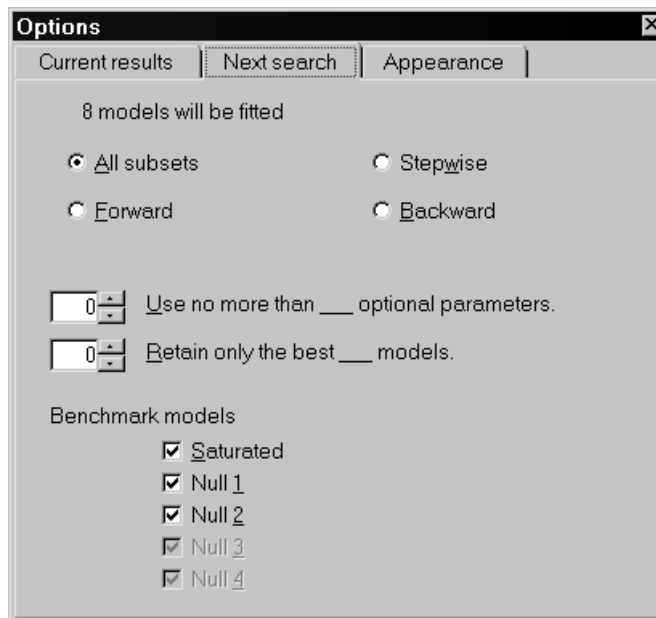 Options
Current results Next search Appearance
8 models will be fitted
All subsets Stepwise
Forward Backward
0 Use no more than ___ optional parameters.
0 Retain only the best ___ models.
Benchmark models
Saturated
Null 1
Null 2
Null 3
Null 4